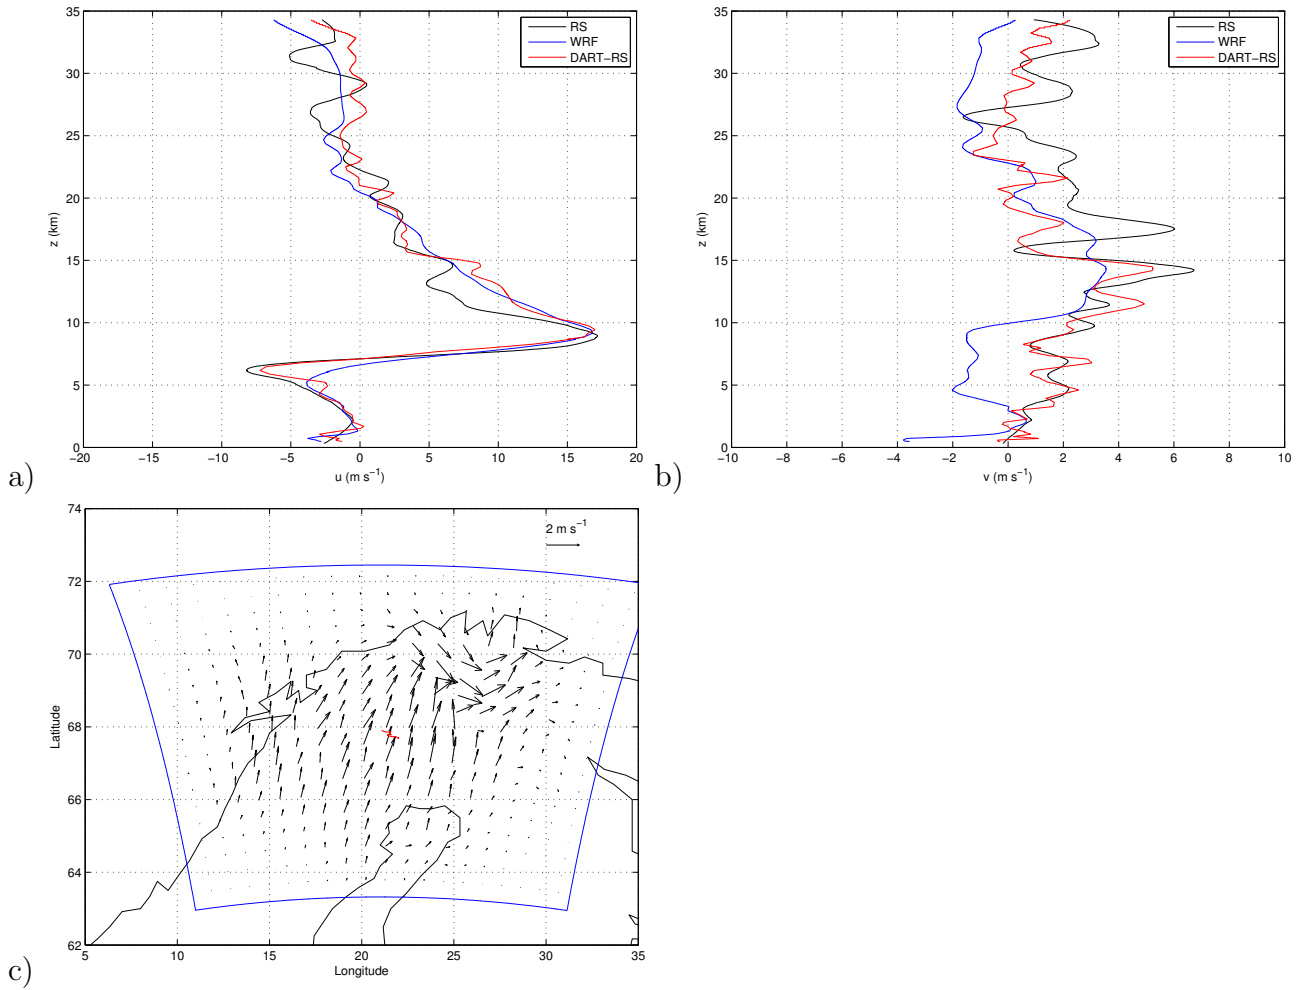 35
30
25
20
15
10
5
0
z (km)
−20 −15 −10 −5 0 5 10 15 20
u (m s−1)
RS
WRF
DART−RS
a)
35
30
25
20
15
10
5
0
z (km)
−10 −8 −6 −4 −2 0 2 4 6 8 10
v (m s−1)
RS
WRF
DART−RS
b)
74
72
70
68
66
64
62
Latitude
2 m s−1
5 10 15 20 25 30 35
Longitude
c)